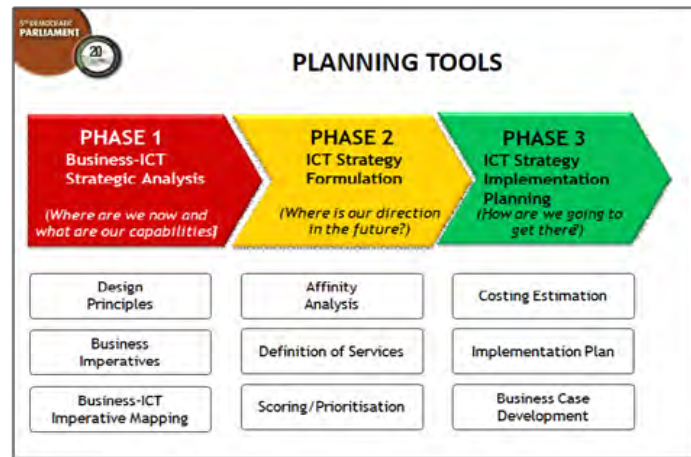 5TH DEMOCRATIC
PARLIAMENT
20
PLANNING TOOLS
PHASE 1
Business-ICT
Strategic Analysis
(Where are we now and
what are our capabilities?
PHASE 2
ICT Strategy
Formulation
(Where is our direction
in the future?)
PHASE 3
ICT Strategy
Implementation
Planning
(How are we going to
get there?
Design
Principles
Business
Imperatives
Business-ICT
Imperative Mapping
Affinity
Analysis
Definition of Services
Scoring/Prioritisation
Costing Estimation
Implementation Plan
Business Case
Development